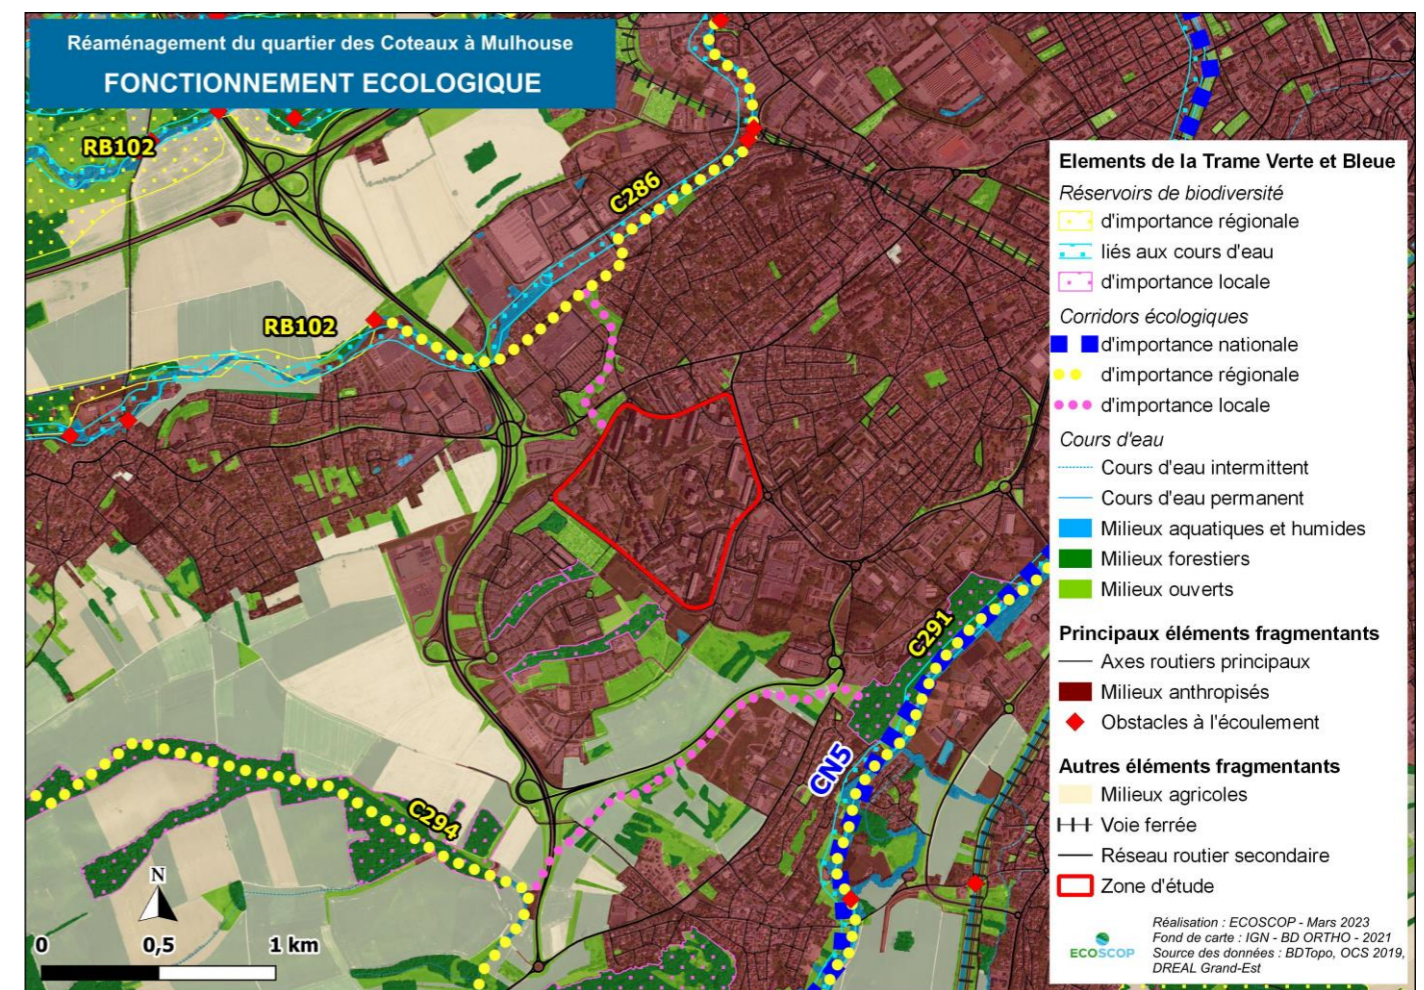 Réaménagement du quartier des Coteaux à Mulhouse
FONCTIONNEMENT ECOLOGIQUE
RB102
C286
RB102
C291
CN5
C294
N
0 0,5 1 km
Elements de la Trame Verte et Bleue
Réservoirs de biodiversité
d'importance régionale
liés aux cours d'eau
d'importance locale
Corridors écologiques
d'importance nationale
d'importance régionale
d'importance locale
Cours d'eau
Cours d'eau intermittent
Cours d'eau permanent
Milieux aquatiques et humides
Milieux forestiers
Milieux ouverts
Principaux éléments fragmentants
Axes routiers principaux
Milieux anthropisés
Obstacles à l'écoulement
Autres éléments fragmentants
Milieux agricoles
Voie ferrée
Réseau routier secondaire
Zone d'étude
ECOSCOP
Réalisation : ECOSCOP - Mars 2023
Fond de carte : IGN - BD ORTHO - 2021
Source des données : BDTopo, OCS 2019,
DREAL Grand-Est